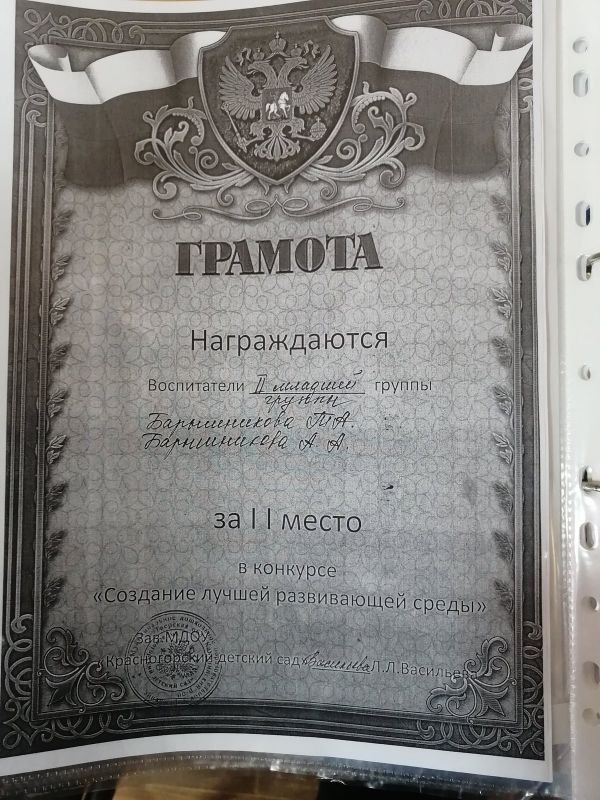 ГРАМОТА
Награждаются
Воспитатели II младшей группы
группы
Барышникова Т.А.
Барышникова А. А.
за I I место
в конкурсе
«Создание лучшей развивающей среды»
Зав.МДОУ
«Красногорский детский сад» Васильева Л.Л.Васильева